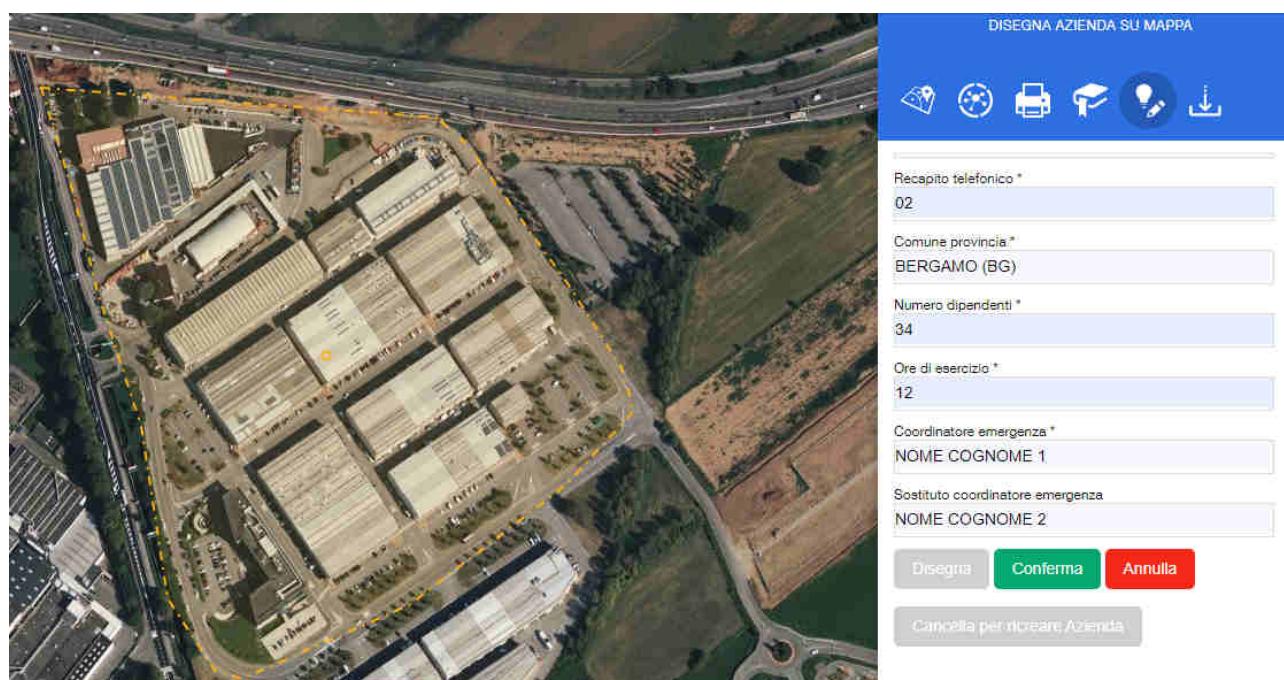 DISEGNA AZIENDA SU MAPPA
Recapito telefonico *
02
Comune provincia *
BERGAMO (BG)
Numero dipendenti *
34
Ore di esercizio *
12
Coordinatore emergenza *
NOME COGNOME 1
Sostituto coordinatore emergenza
NOME COGNOME 2
Disegna Conferma Annulla
Cancella per ricreare Azienda